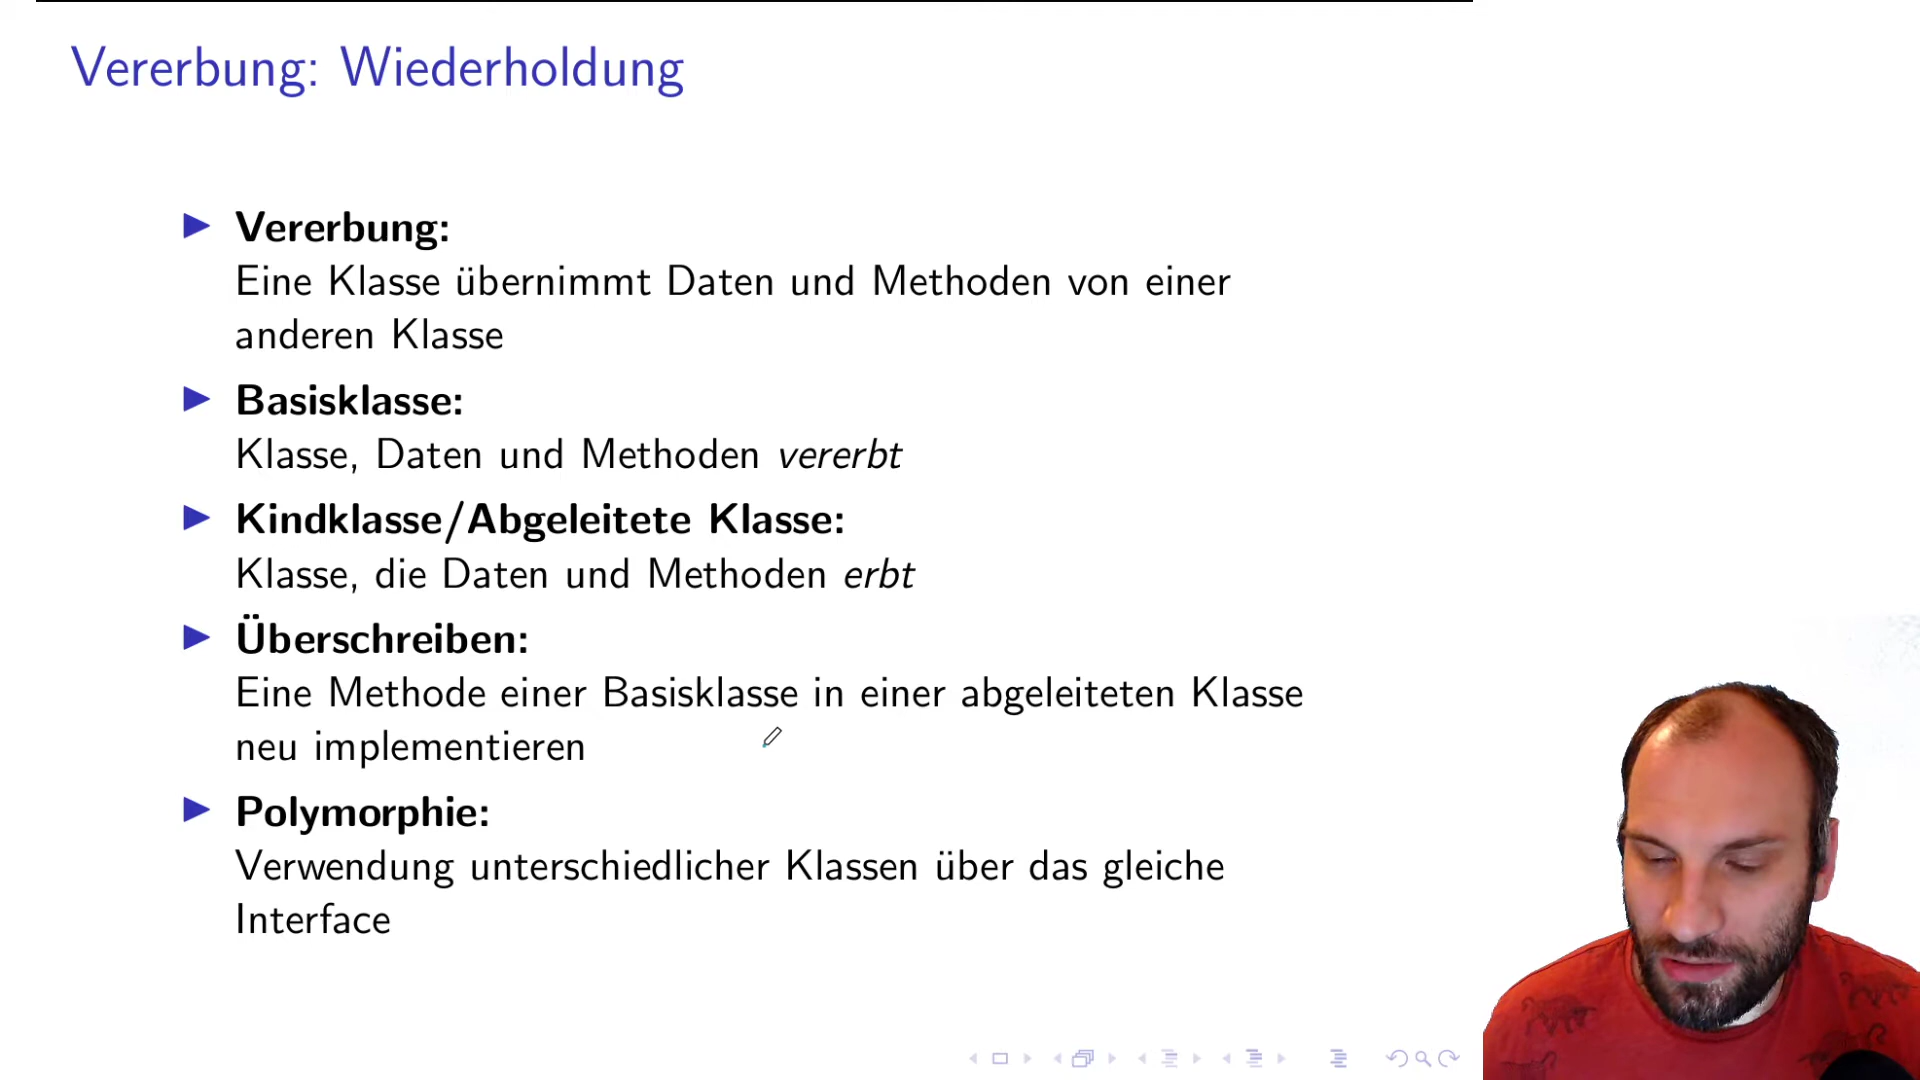 Vererbung: Wiederholung
Vererbung:
Eine Klasse übernimmt Daten und Methoden von einer
anderen Klasse
Basisklasse:
Klasse, Daten und Methoden vererbt
Kindklasse/Abgeleitete Klasse:
Klasse, die Daten und Methoden erbt
Überschreiben:
Eine Methode einer Basisklasse in einer abgeleiteten Klasse
neu implementieren
Polymorphie:
Verwendung unterschiedlicher Klassen über das gleiche
Interface